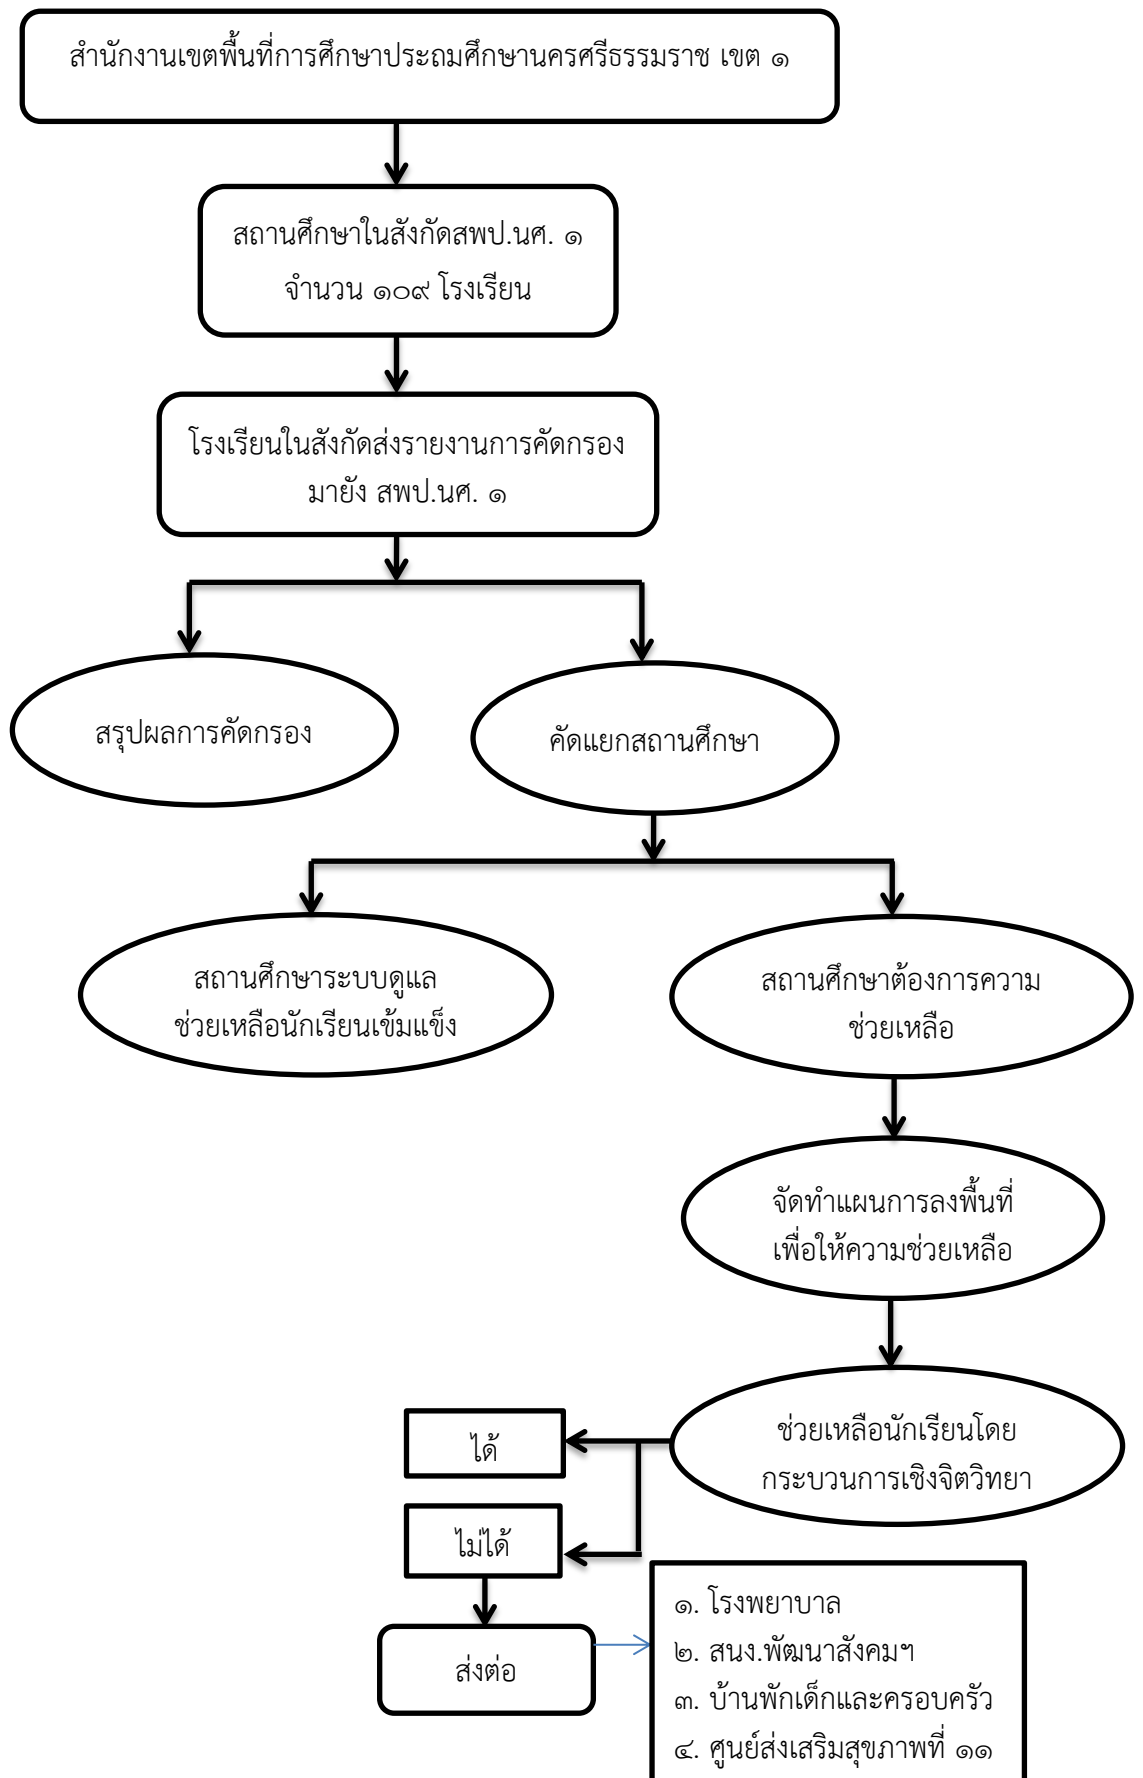 สำนักงานเขตพื้นที่การศึกษาประถมศึกษานครศรีธรรมราช เขต ๑
สถานศึกษาในสังกัดสพป.นศ. ๑
จำนวน ๑๐๙ โรงเรียน
โรงเรียนในสังกัดส่งรายงานการคัดกรอง
มายัง สพป.นศ. ๑
สรุปผลการคัดกรอง
คัดแยกสถานศึกษา
สถานศึกษาระบบดูแล
ช่วยเหลือนักเรียนเข้มแข็ง
สถานศึกษาต้องการความ
ช่วยเหลือ
จัดทำแผนการลงพื้นที่
เพื่อให้ความช่วยเหลือ
ช่วยเหลือนักเรียนโดย
กระบวนการเชิงจิตวิทยา
ได้
ไม่ได้
ส่งต่อ
๑. โรงพยาบาล
๒. สนง.พัฒนาสังคมฯ
๓. บ้านพักเด็กและครอบครัว
๔. ศูนย์ส่งเสริมสุขภาพที่ ๑๑